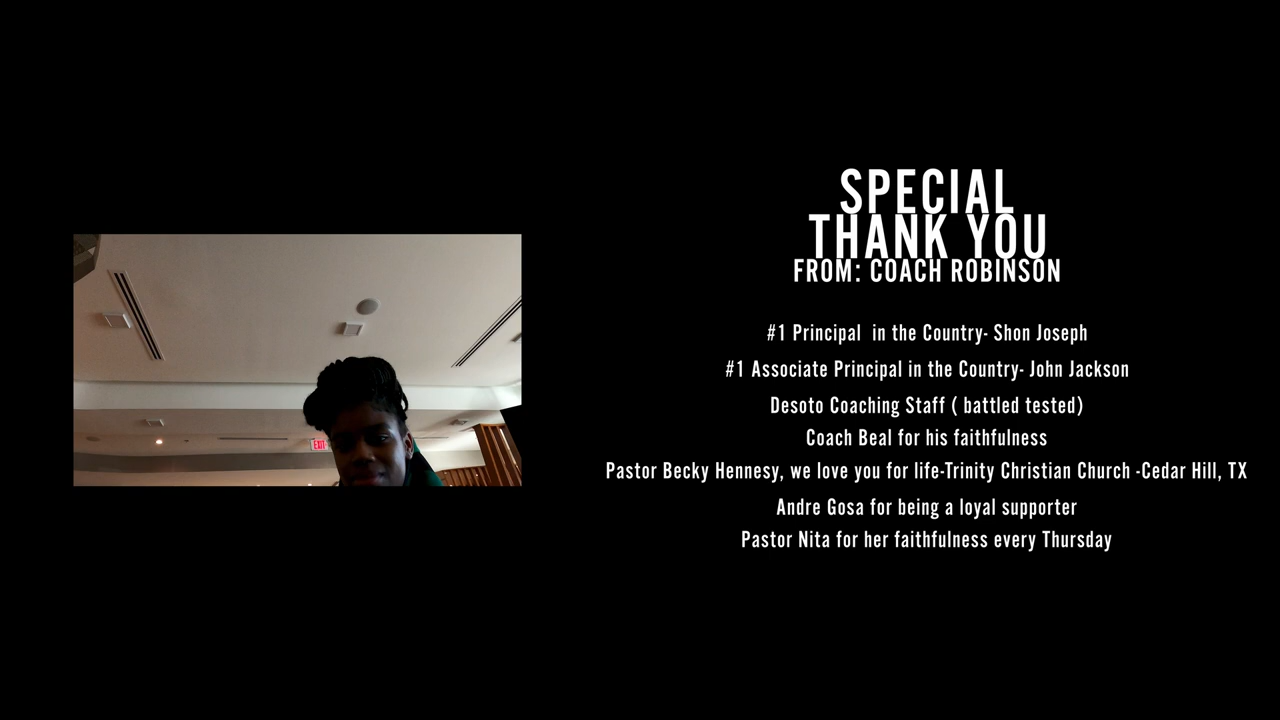 EXIT
SPECIAL
THANK YOU
FROM: COACH ROBINSON
#1 Principal  in the Country- Shon Joseph
#1 Associate Principal in the Country- John Jackson
Desoto Coaching Staff ( battled tested)
Coach Beal for his faithfulness
Pastor Becky Hennesy, we love you for life-Trinity Christian Church -Cedar Hill, TX
Andre Gosa for being a loyal supporter
Pastor Nita for her faithfulness every Thursday